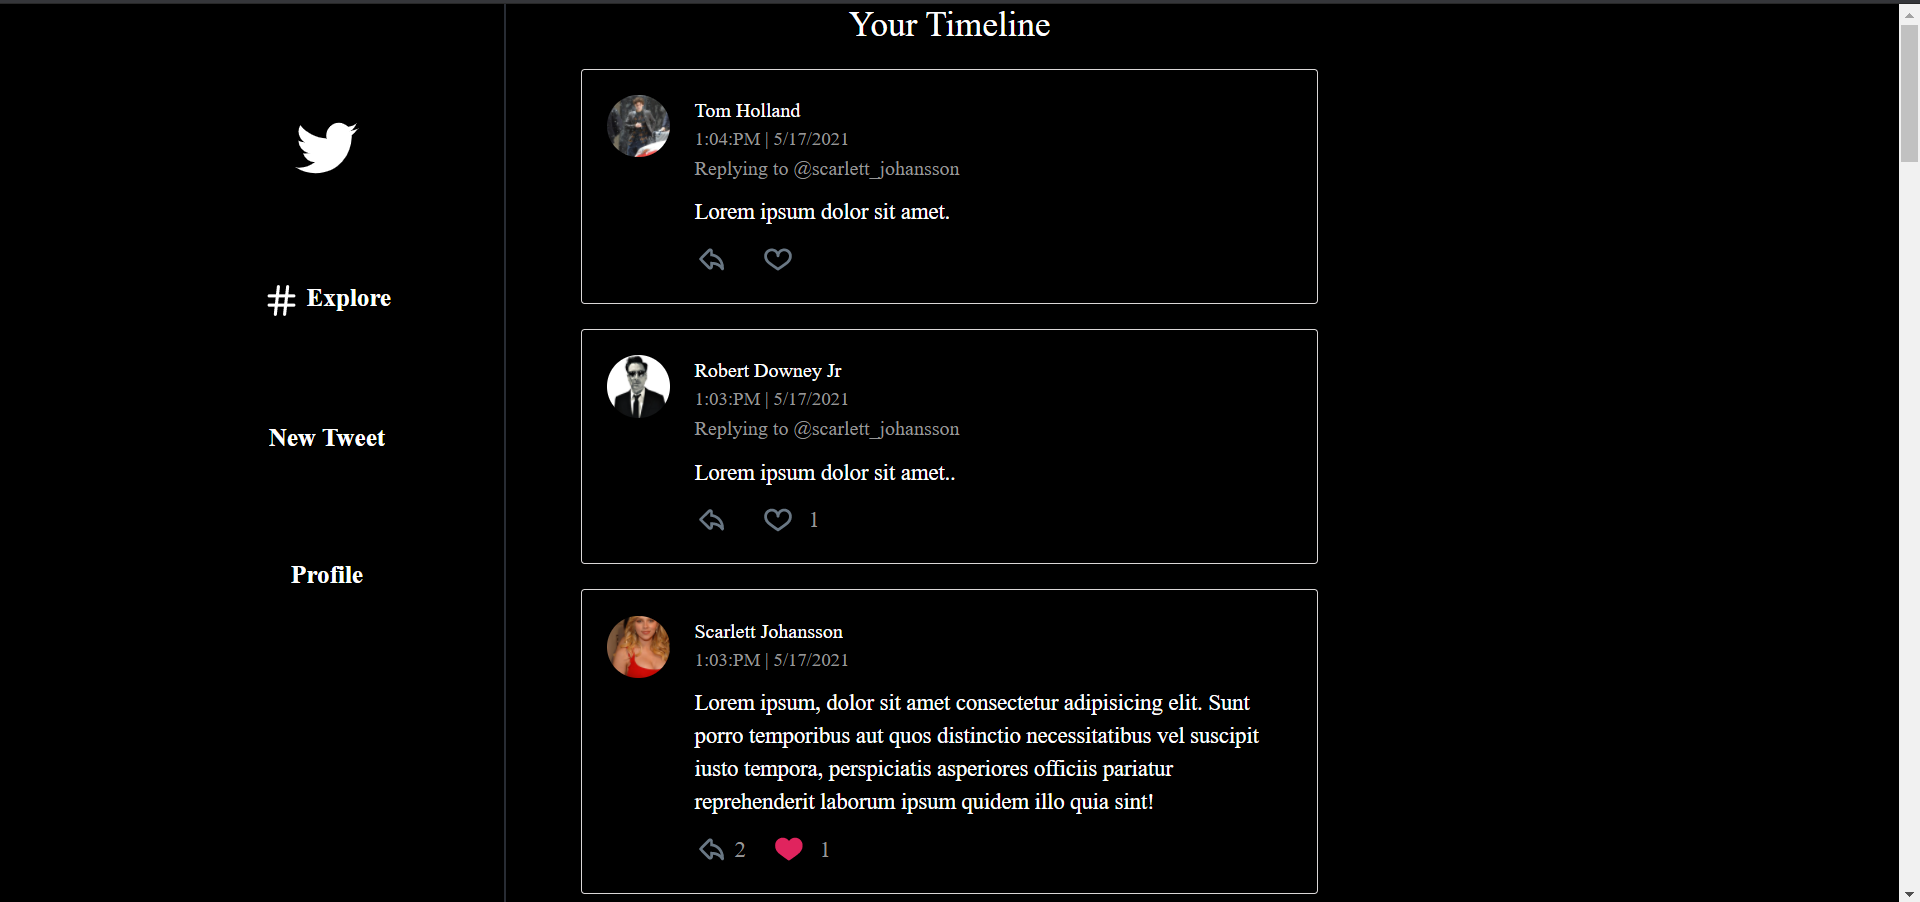 Your Timeline
Explore
New Tweet
Profile
Tom Holland
1:04:PM | 5/17/2021
Replying to @scarlett_johansson
Lorem ipsum dolor sit amet.
Robert Downey Jr
1:03:PM | 5/17/2021
Replying to @scarlett_johansson
Lorem ipsum dolor sit amet..
1
Scarlett Johansson
1:03:PM | 5/17/2021
Lorem ipsum, dolor sit amet consectetur adipisicing elit. Sunt
porro temporibus aut quos distinctio necessitatibus vel suscipit
iusto tempora, perspiciatis asperiores officiis pariatur
reprehenderit laborum ipsum quidem illo quia sint!
2 1